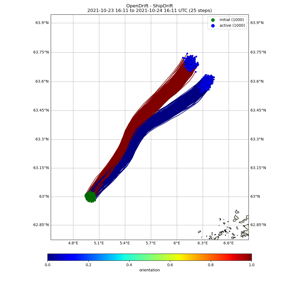 OpenDrift - ShipDrift
2021-10-23 16:11 to 2021-10-24 16:11 UTC (25 steps)
initial (1000)
active (1000)
63.9°N
63.9°N
63.75°N
63.75°N
63.6°N
63.6°N
63.45°N
63.45°N
63.3°N
63.3°N
63.15°N
63.15°N
63°N
63°N
62.85°N
62.85°N
4.8°E
5.1°E
5.4°E
5.7°E
6°E
6.3°E
6.6°E
0.0
0.2
0.4
0.6
0.8
1.0
orientation